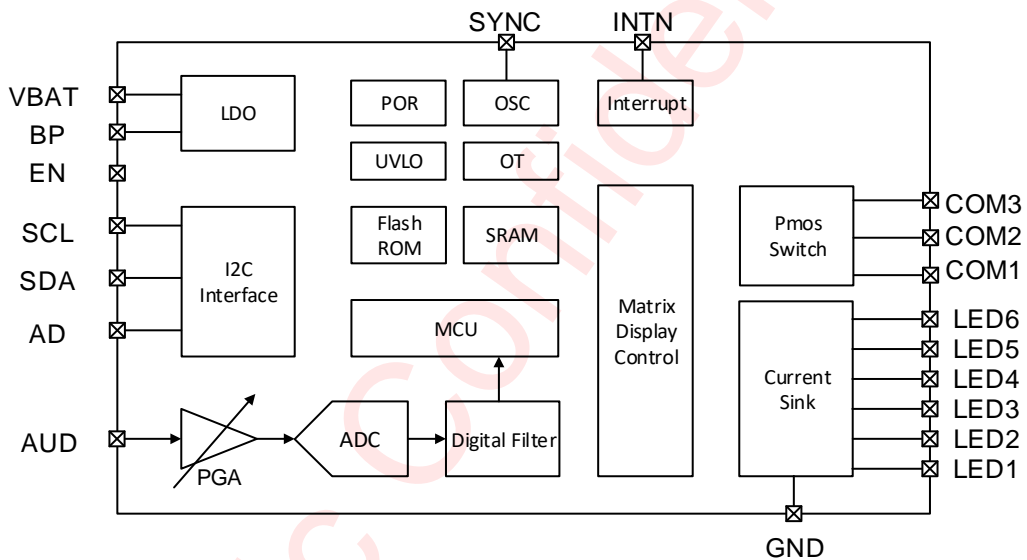 SYNC
INTN
VBAT
BP
EN
SCL
SDA
AD
AUD
LDO
POR
OSC
Interrupt
UVLO
OT
Flash
ROM
SRAM
I2C
Interface
MCU
Matrix
Display
Control
Pmos
Switch
COM3
COM2
COM1
Current
Sink
LED6
LED5
LED4
LED3
LED2
LED1
PGA
ADC
Digital Filter
GND
ic Confiden